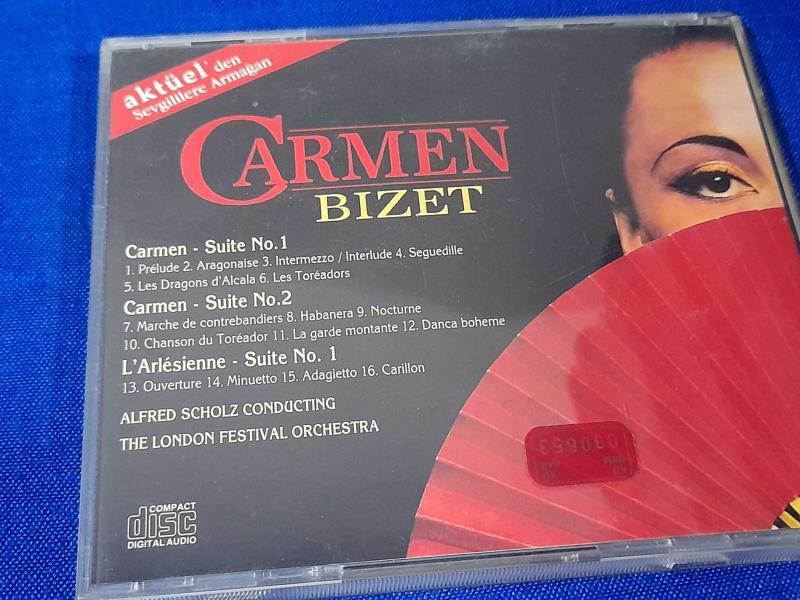 aktüel'den
Sevgililere Armağan
CARMEN
BIZET
Carmen - Suite No.1
1. Prélude 2. Aragonaise 3. Intermezzo / Interlude 4. Seguedille
5. Les Dragons d'Alcala 6. Les Toréadors
Carmen - Suite No.2
7. Marche de contrebandiers 8. Habanera 9. Nocturne
10. Chanson du Toréador 11. La garde montante 12. Danca boheme
L'Arlésienne - Suite No. 1
13. Ouverture 14. Minuetto 15. Adagietto 16. Carillon
ALFRED SCHOLZ CONDUCTING
THE LONDON FESTIVAL ORCHESTRA
030653
COMPACT
disc
DIGITAL AUDIO